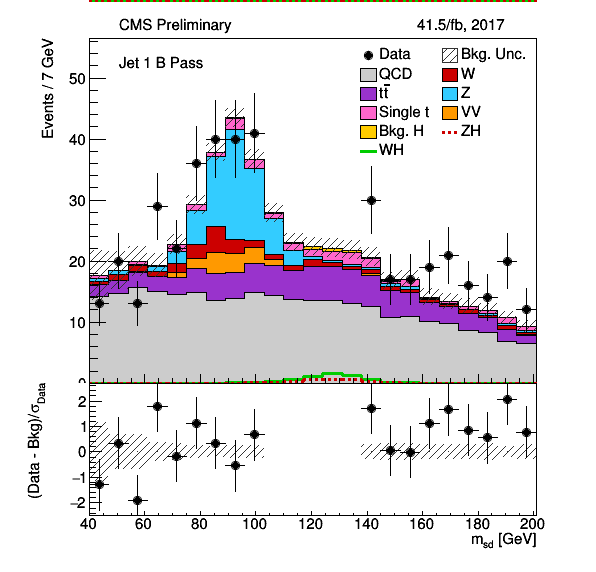 CMS Preliminary 41.5/fb, 2017
Events / 7 GeV
Jet 1 B Pass
Data Bkg. Unc.
QCD W
tt̄ Z
Single t VV
Bkg. H ZH
WH
50
40
30
20
10
0
(Data - Bkg)/σData
2
1
0
−1
−2
40 60 80 100 120 140 160 180 200
msd [GeV]